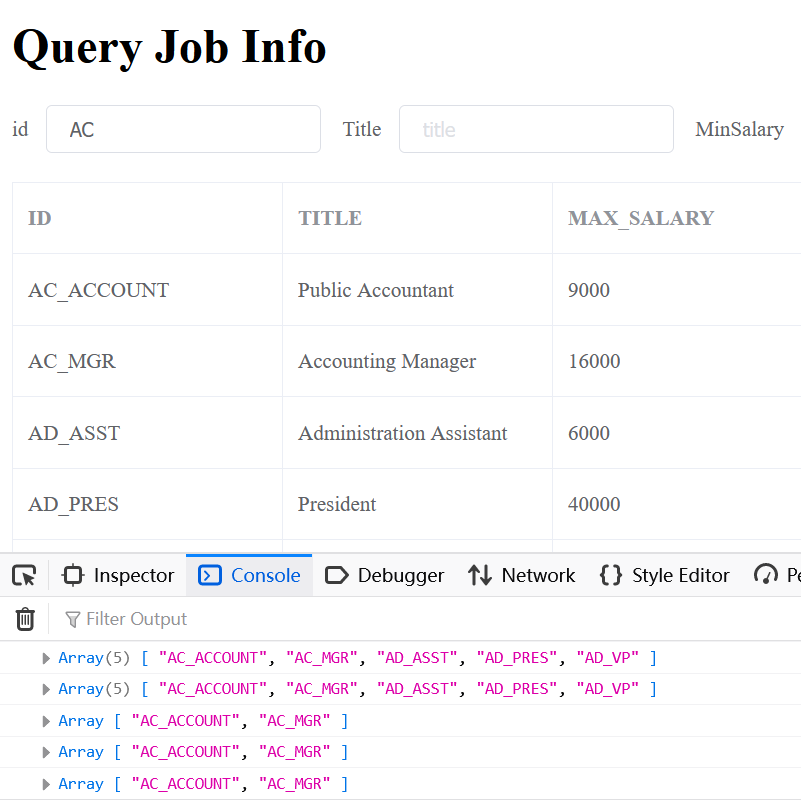 Query Job Info
id AC Title title MinSalary
ID TITLE MAX_SALARY
AC_ACCOUNT Public Accountant 9000
AC_MGR Accounting Manager 16000
AD_ASST Administration Assistant 6000
AD_PRES President 40000
Inspector Console Debugger Network Style Editor Pe
Filter Output
Array(5) [ "AC_ACCOUNT", "AC_MGR", "AD_ASST", "AD_PRES", "AD_VP" ]
Array(5) [ "AC_ACCOUNT", "AC_MGR", "AD_ASST", "AD_PRES", "AD_VP" ]
Array [ "AC_ACCOUNT", "AC_MGR" ]
Array [ "AC_ACCOUNT", "AC_MGR" ]
Array [ "AC_ACCOUNT", "AC_MGR" ]